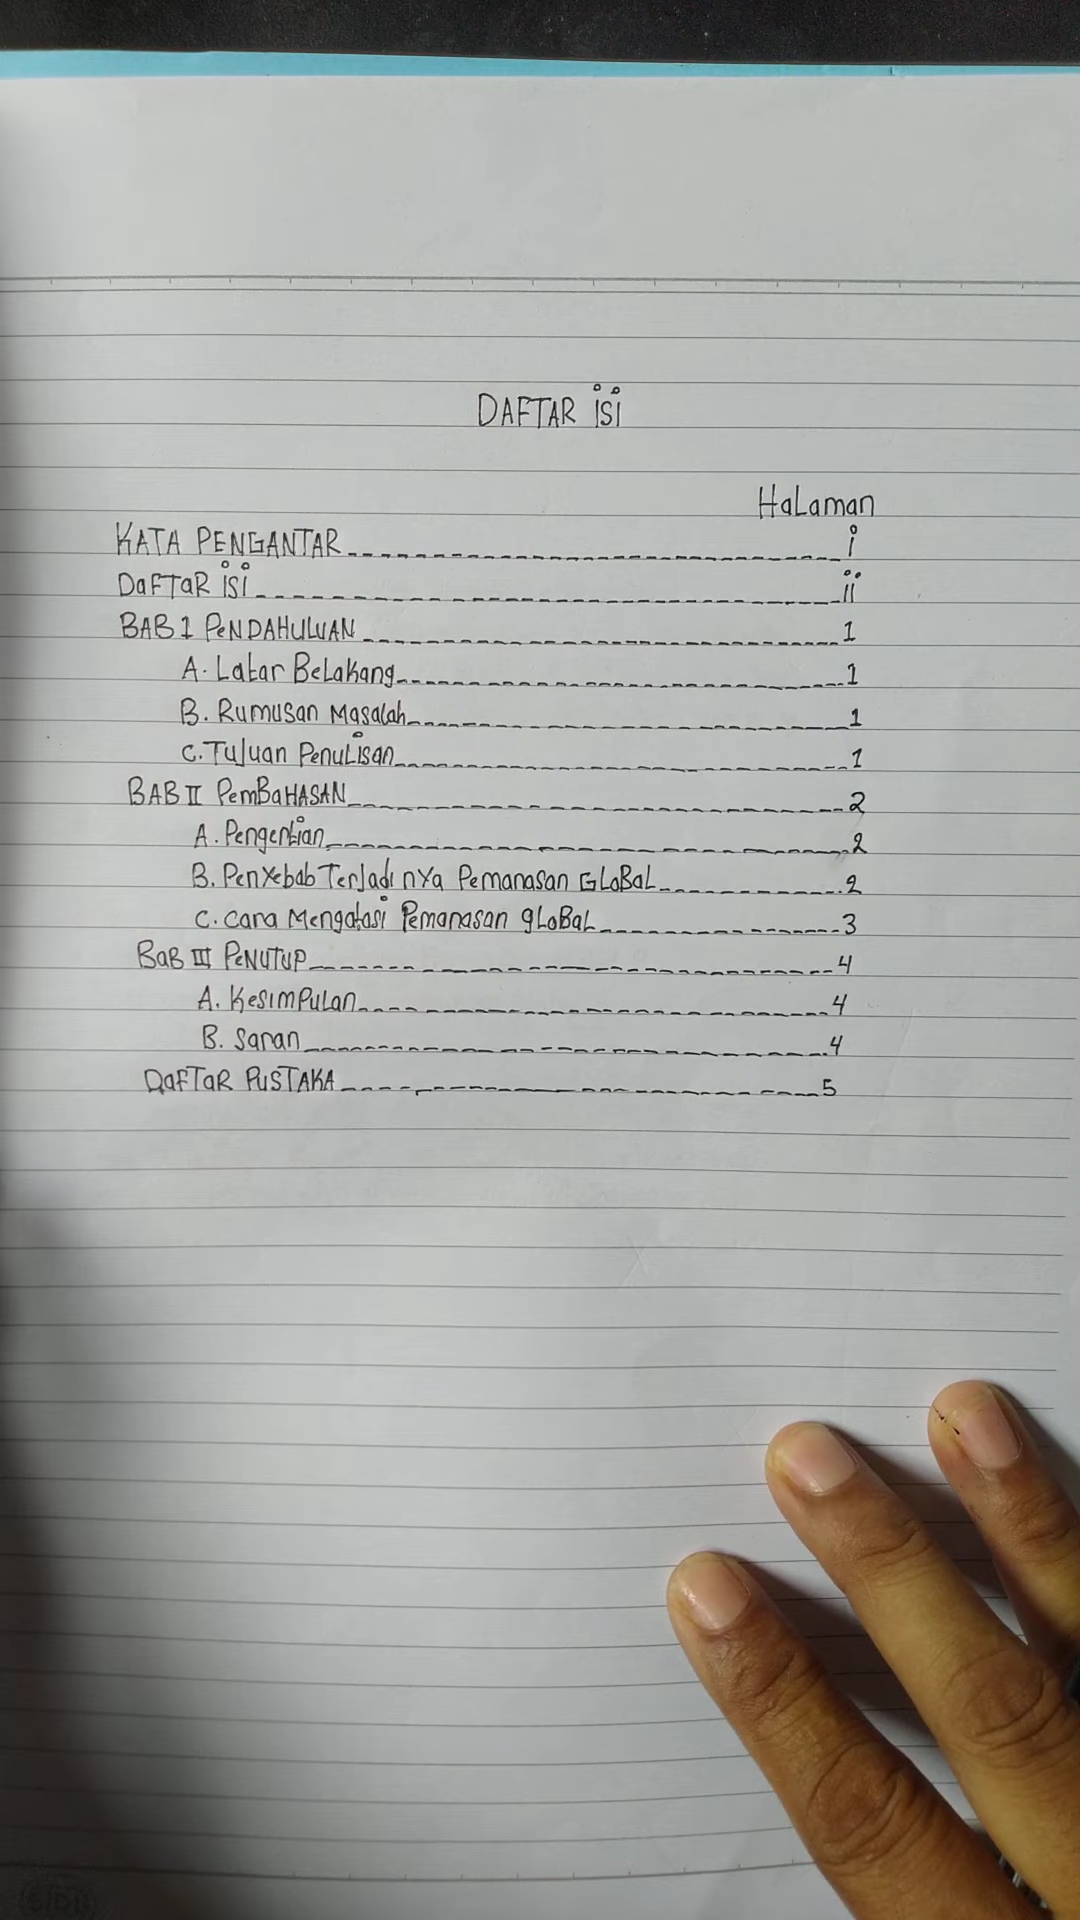 DAFTAR isi
HaLaman
KATA PENGANTAR i
DaFTaR isi ii
BAB 1 PeNDAHULUAN 1
A. Latar BeLakang 1
B. Rumusan Masalah 1
C. Tujuan PenuLisan 1
BAB II PemBaHASAN 2
A. Pengertian 2
B. Penyebab Terjadinya Pemanasan GLoBaL 2
C. Cara Mengatasi Pemanasan gLoBaL 3
BaB III PeNUTUP 4
A. KesimPulan 4
B. Saran 4
DaFTaR PuSTAKA 5